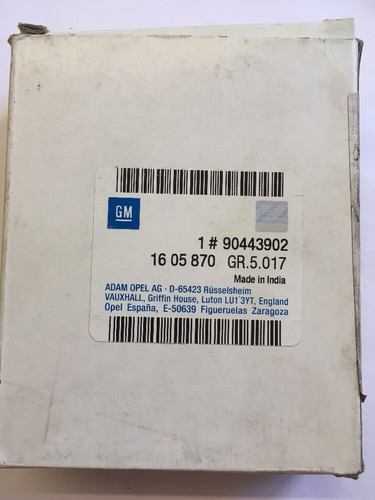 GM
1 # 90443902
16 05 870 GR.5.017
Made in India
ADAM OPEL AG · D-65423 Rüsselsheim
VAUXHALL, Griffin House, Luton LU1 3YT, England
Opel España, E-50639 Figueruelas Zaragoza